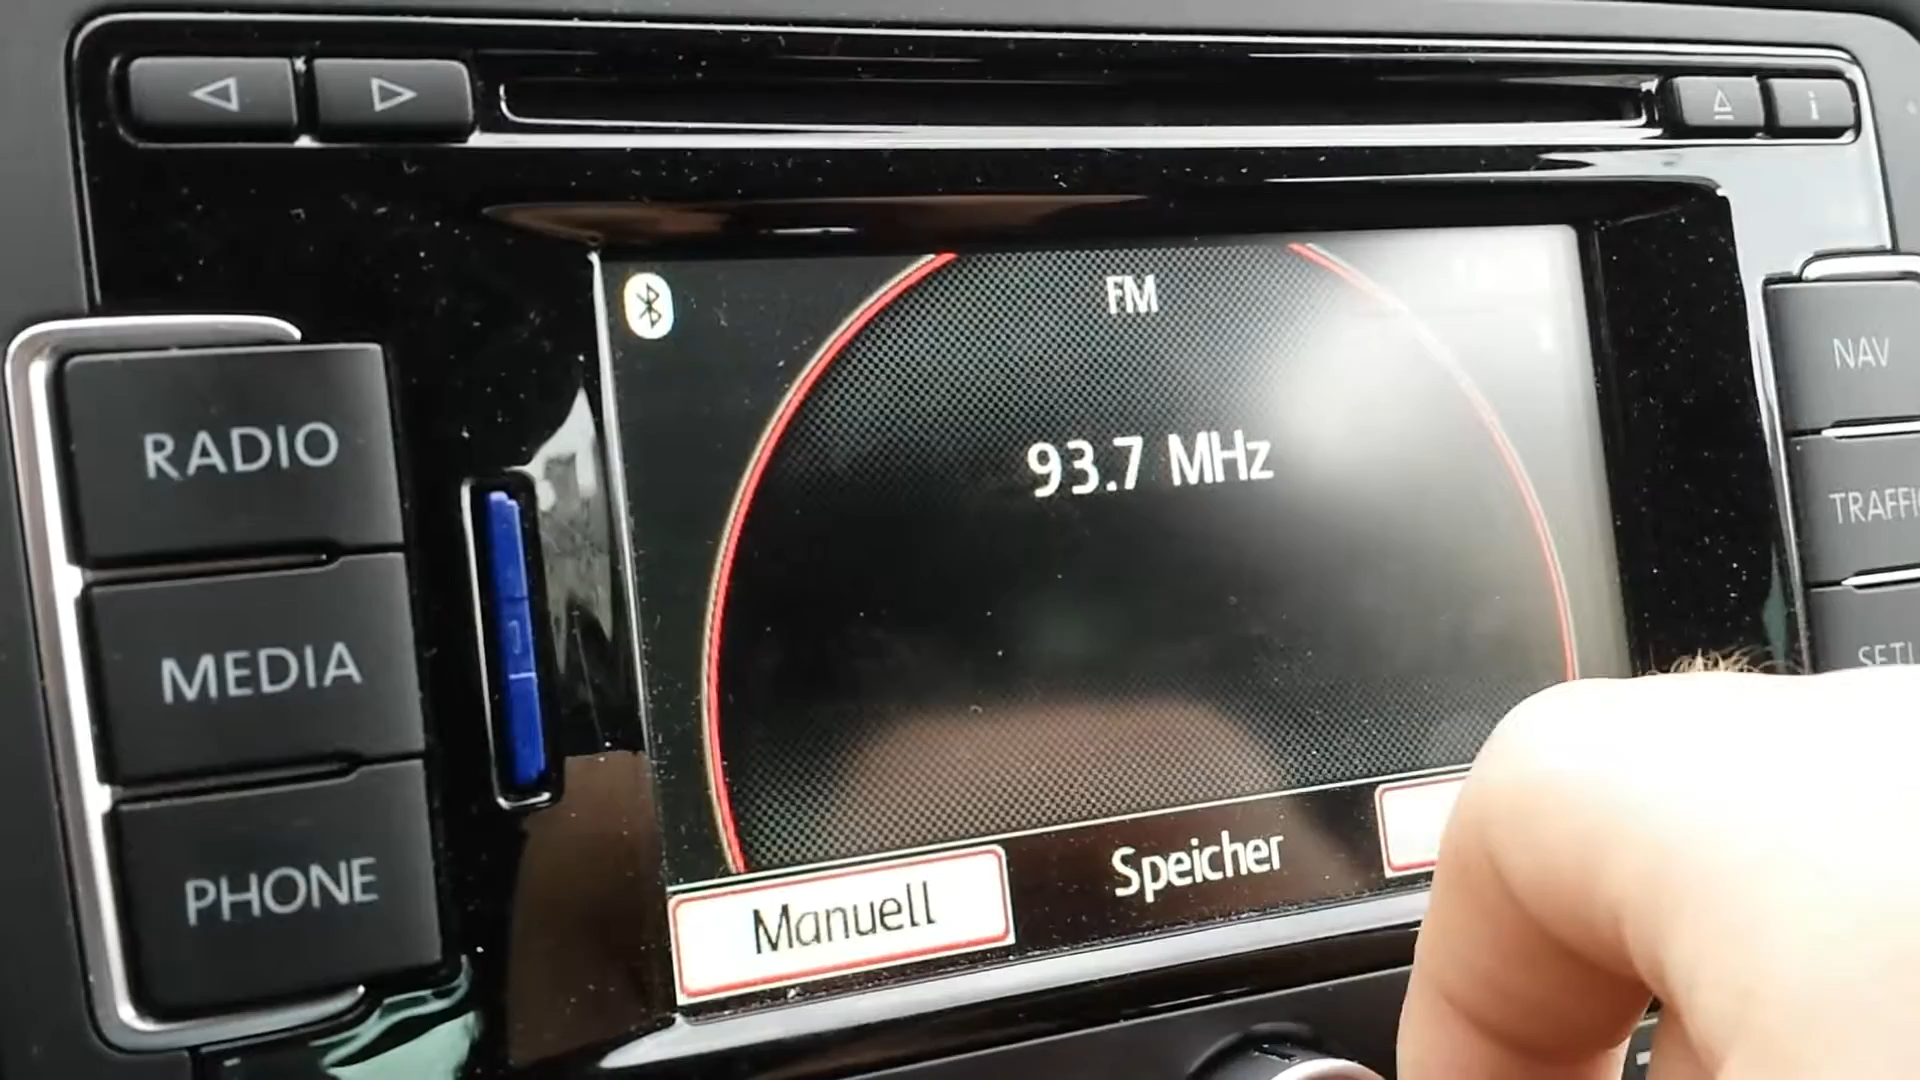 i
FM
93.7 MHz
RADIO
MEDIA
PHONE
NAV
Speicher
Manuell